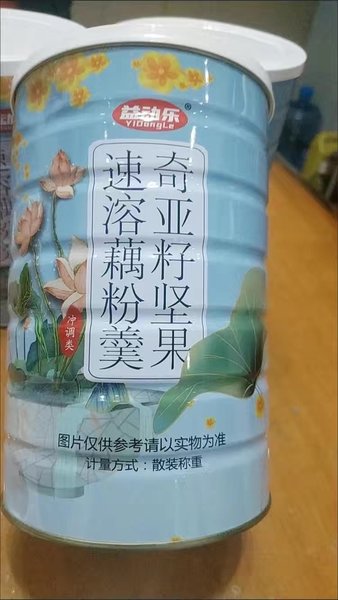 益动乐®
YiDongLe
奇亚籽坚果
速溶藕粉羹
冲调类
图片仅供参考请以实物为准
计量方式：散装称重